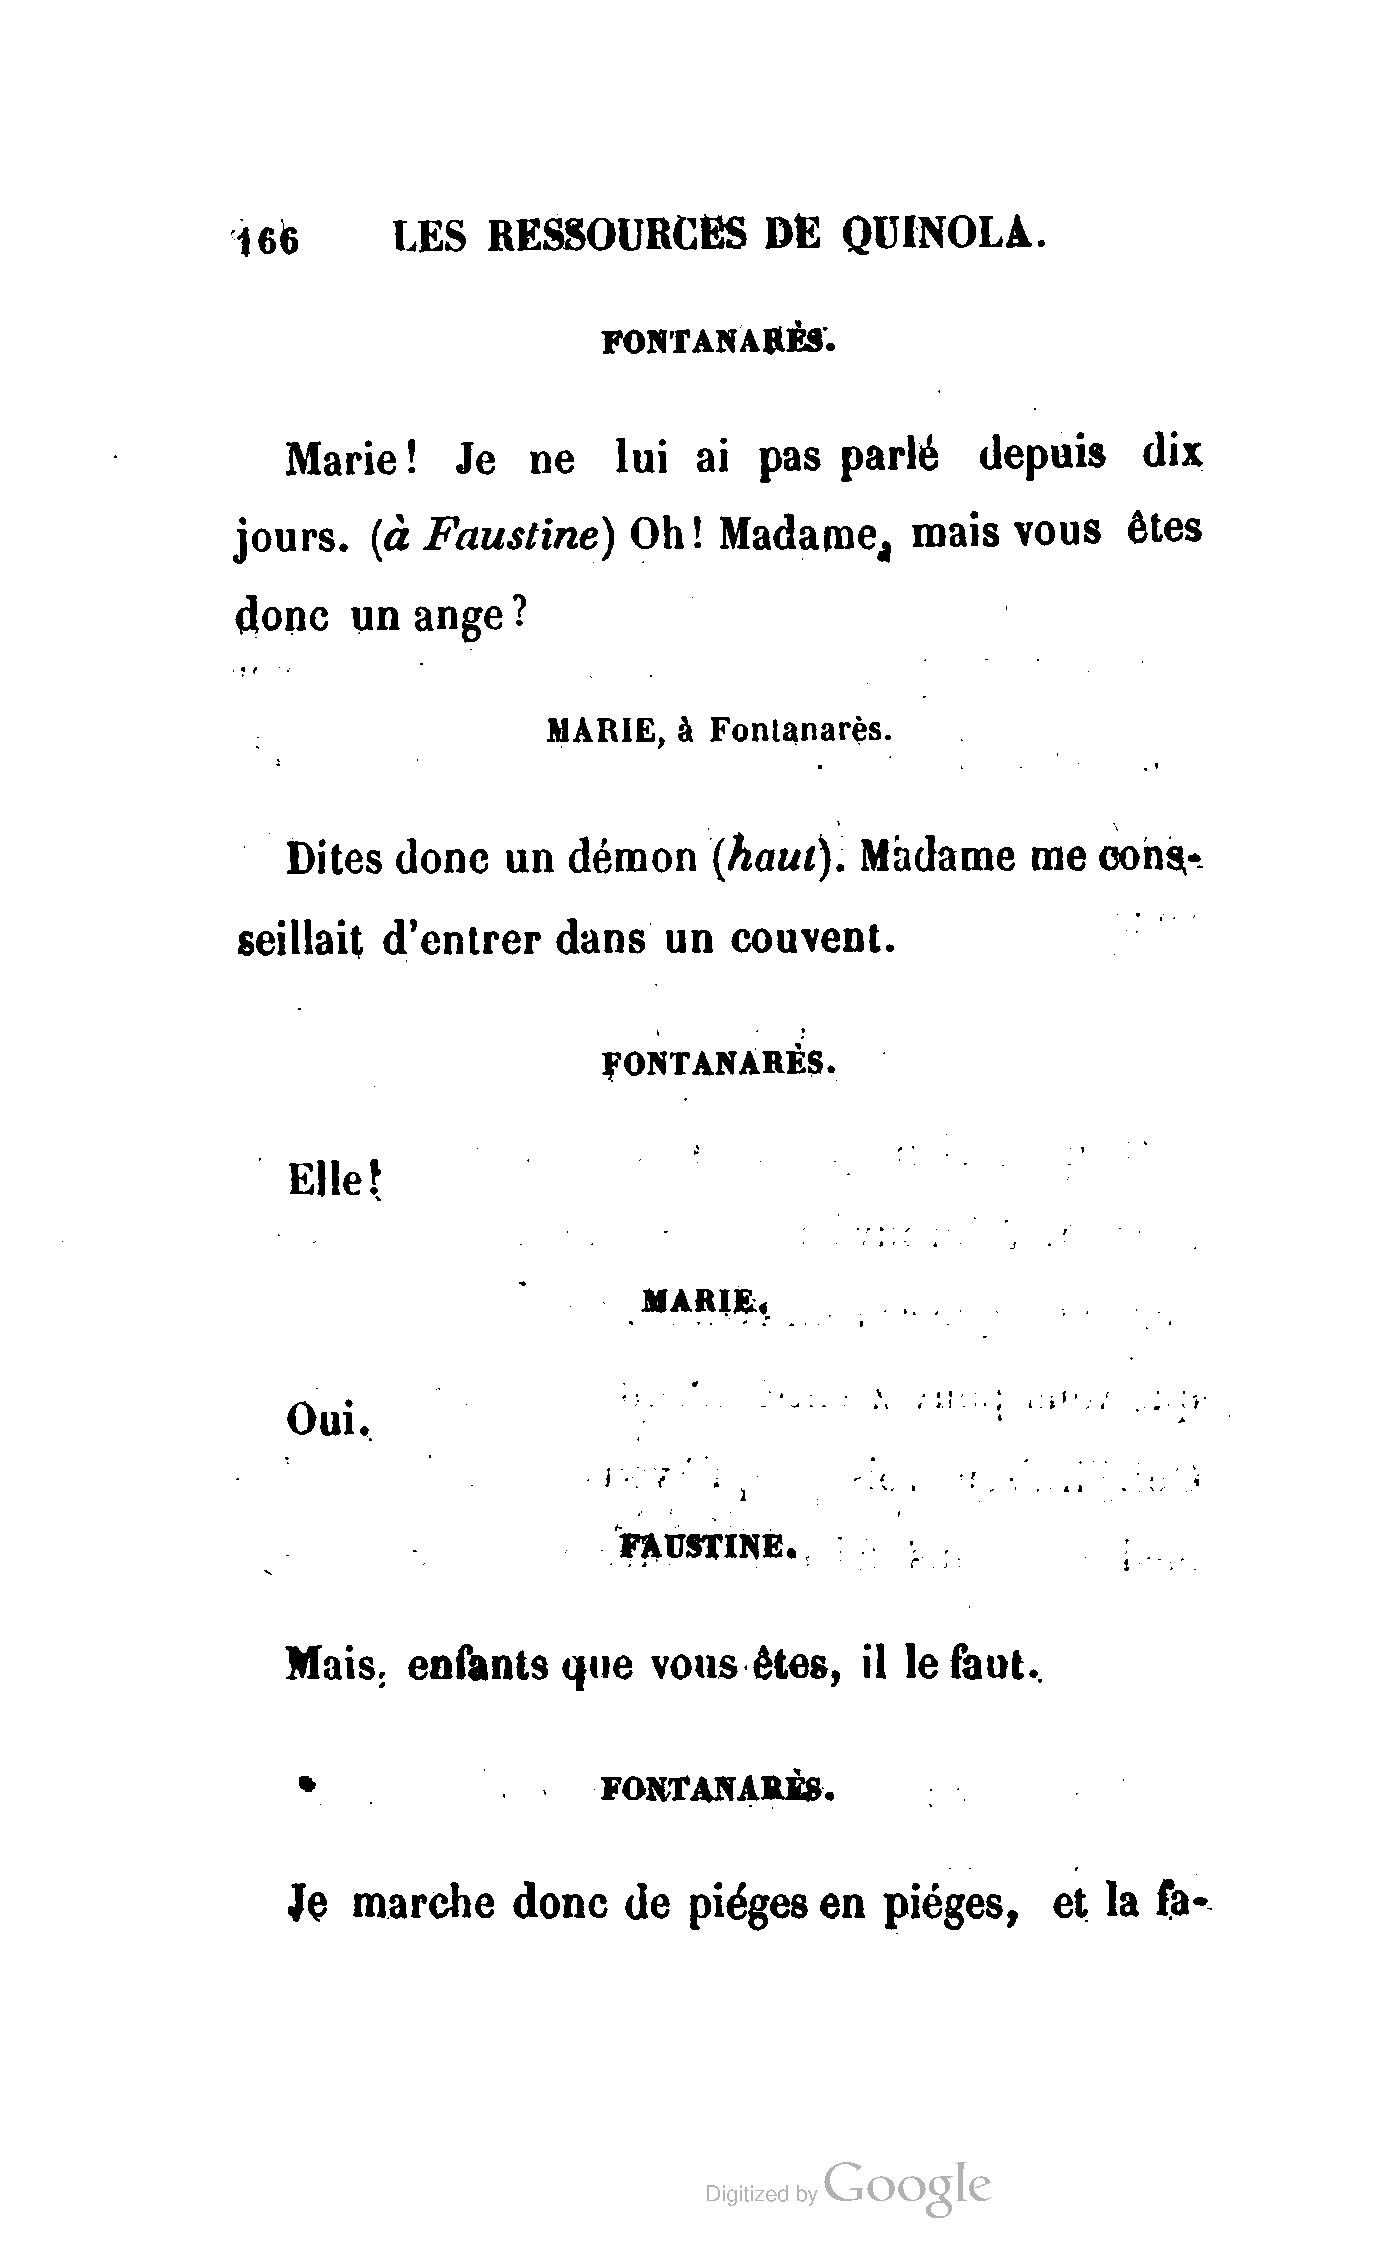 166 LES RESSOURCES DE QUINOLA.
FONTANARÈS.
Marie! Je ne lui ai pas parlé depuis dix
jours. (à Faustine) Oh! Madame, mais vous êtes
donc un ange?
MARIE, à Fontanarès.
Dites donc un démon (haut). Madame me cons-
seillait d'entrer dans un couvent.
FONTANARÈS.
Elle!
MARIE.
Oui.
FAUSTINE.
Mais, enfants que vous êtes, il le faut.
FONTANARÈS.
Je marche donc de piéges en piéges, et la fa-
Digitized by Google